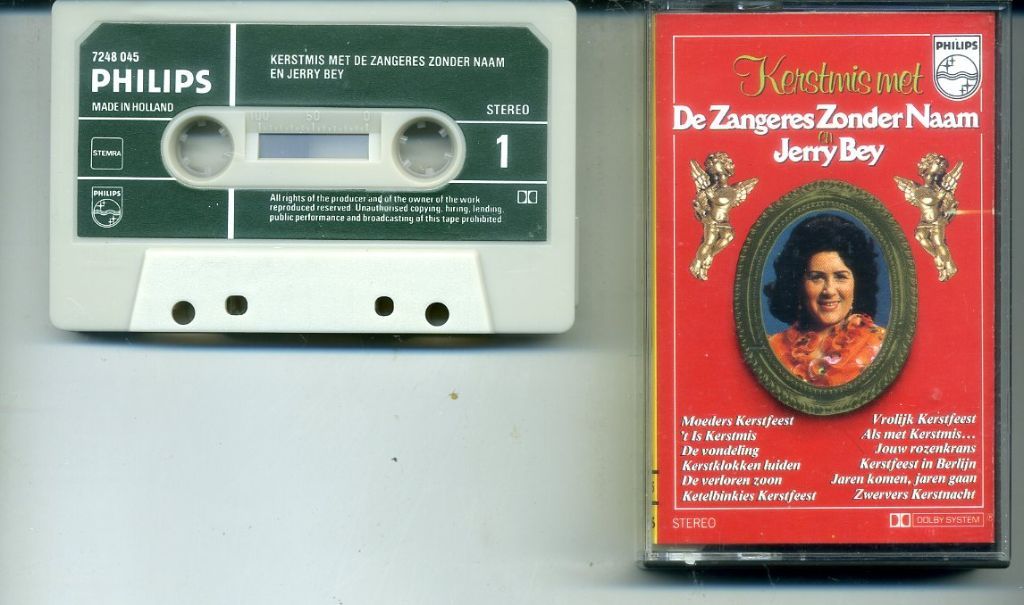 7248 045
PHILIPS
MADE IN HOLLAND
KERSTMIS MET DE ZANGERES ZONDER NAAM
EN JERRY BEY
STEREO
100 50 0
STEMRA
1
PHILIPS
All rights of the producer and of the owner of the work
reproduced reserved. Unauthorised copying, hiring, lending,
public performance and broadcasting of this tape prohibited
PHILIPS
Kerstmis met
De Zangeres Zonder Naam
en
Jerry Bey
Moeders Kerstfeest
't Is Kerstmis
De vondeling
Kerstklokken luiden
De verloren zoon
Ketelbinkies Kerstfeest
Vrolijk Kerstfeest
Als met Kerstmis...
Jouw rozenkrans
Kerstfeest in Berlijn
Jaren komen, jaren gaan
Zwervers Kerstnacht
STEREO
DOLBY SYSTEM